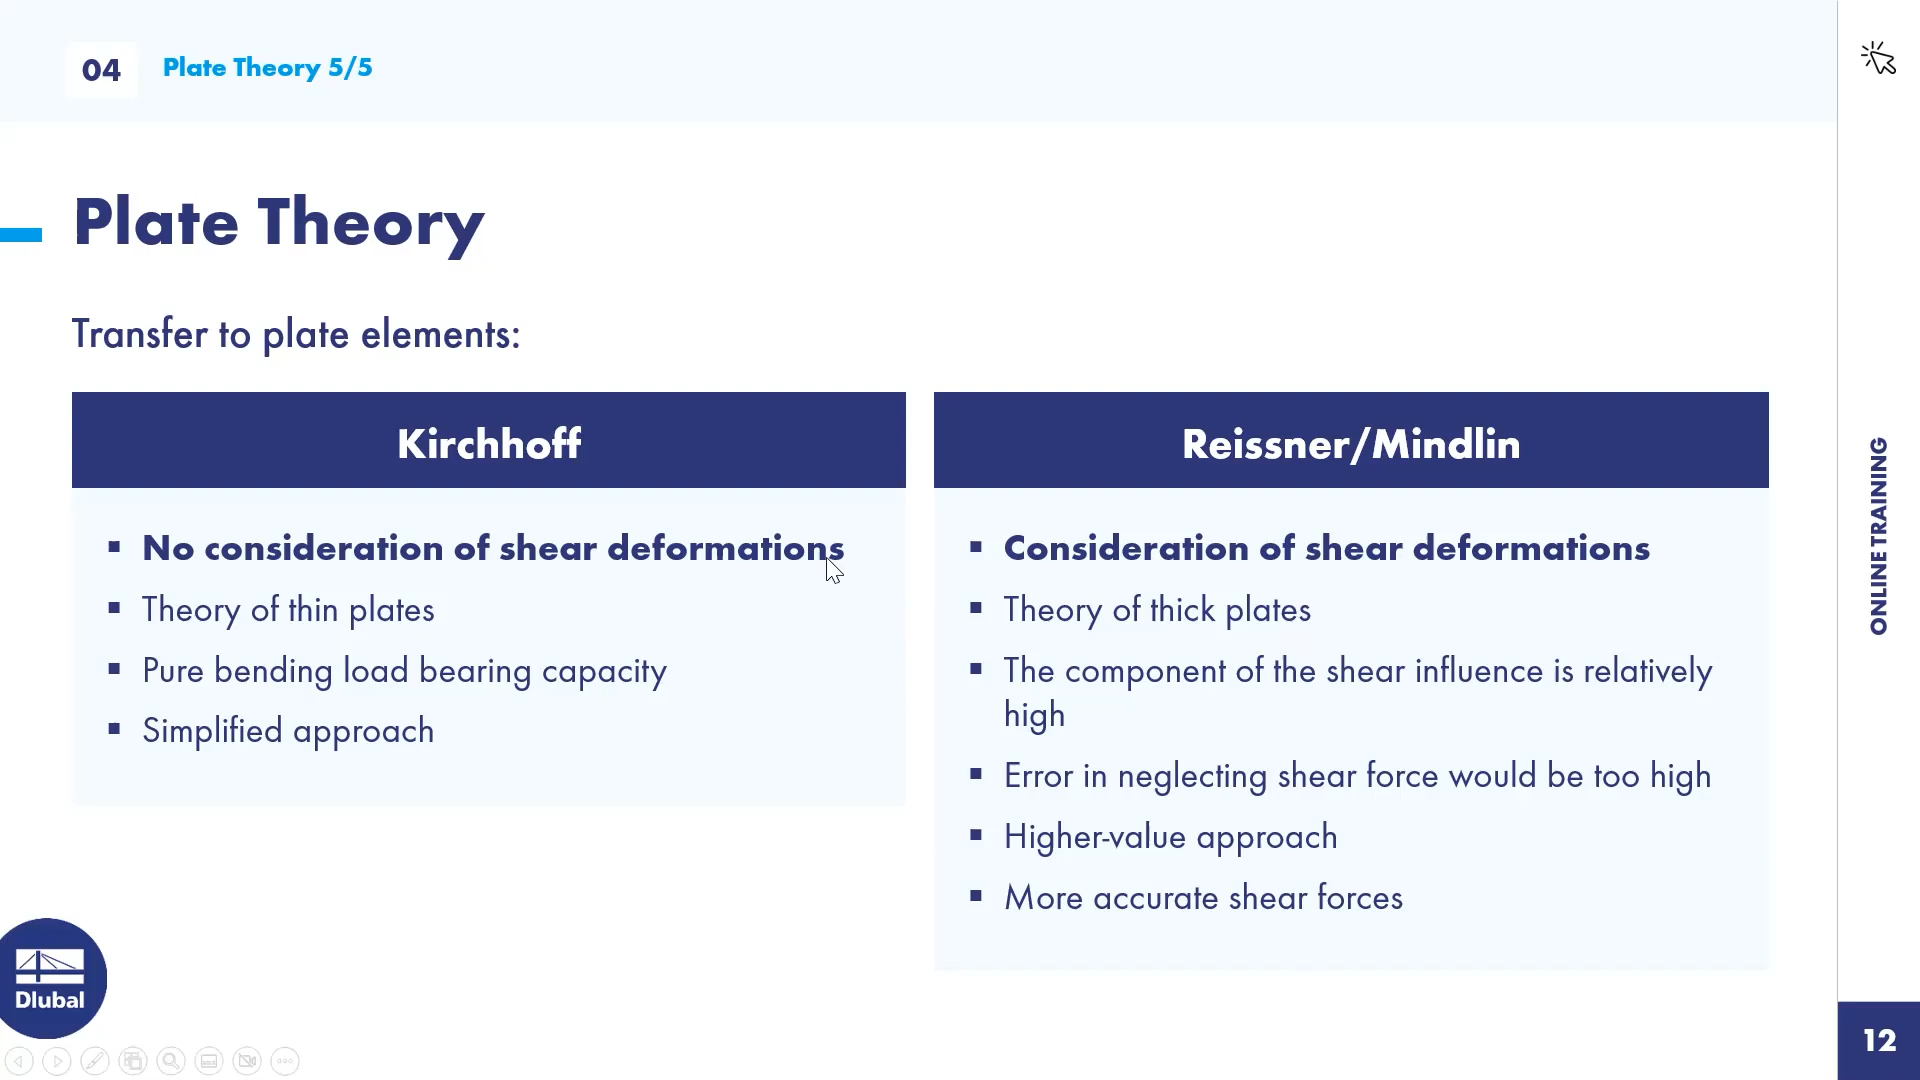 04
Plate Theory 5/5
Plate Theory
Transfer to plate elements:
Kirchhoff
▪ No consideration of shear deformations
▪ Theory of thin plates
▪ Pure bending load bearing capacity
▪ Simplified approach
Reissner/Mindlin
▪ Consideration of shear deformations
▪ Theory of thick plates
▪ The component of the shear influence is relatively
high
▪ Error in neglecting shear force would be too high
▪ Higher-value approach
▪ More accurate shear forces
ONLINE TRAINING
Dlubal
12